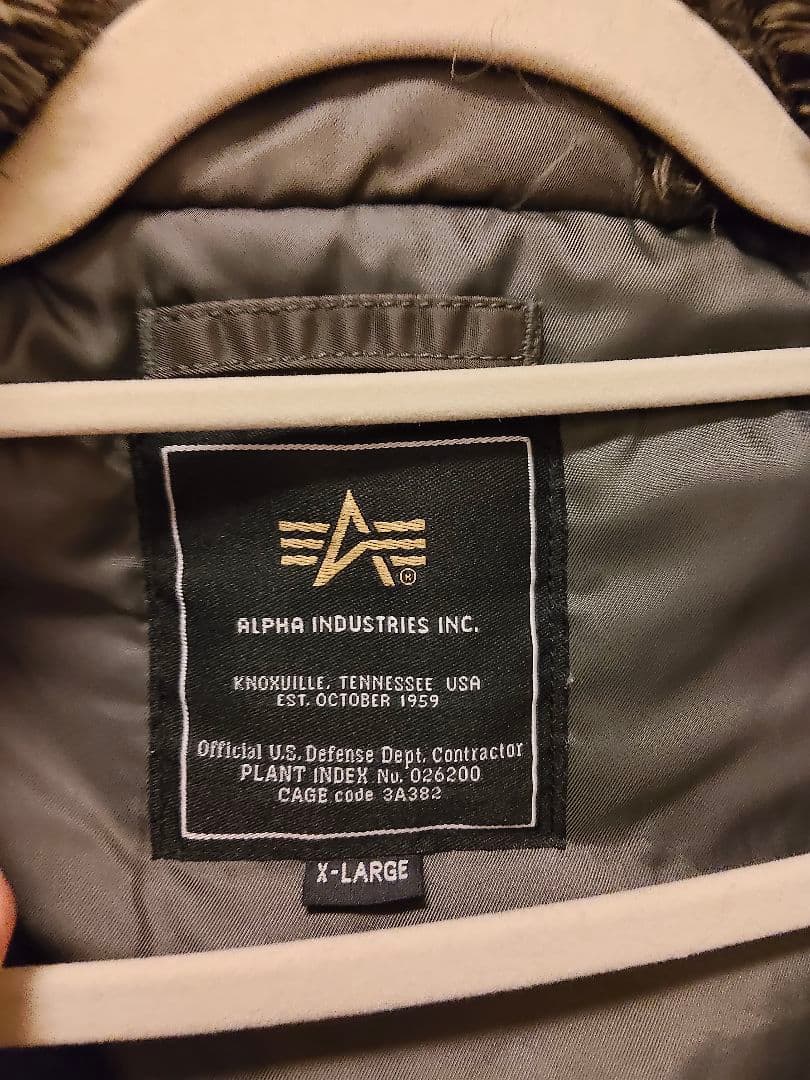 ALPHA INDUSTRIES INC.
KNOXVILLE, TENNESSEE USA
EST. OCTOBER 1959
Official U.S. Defense Dept. Contractor
PLANT INDEX No. 026200
CAGE code 3A382
X-LARGE